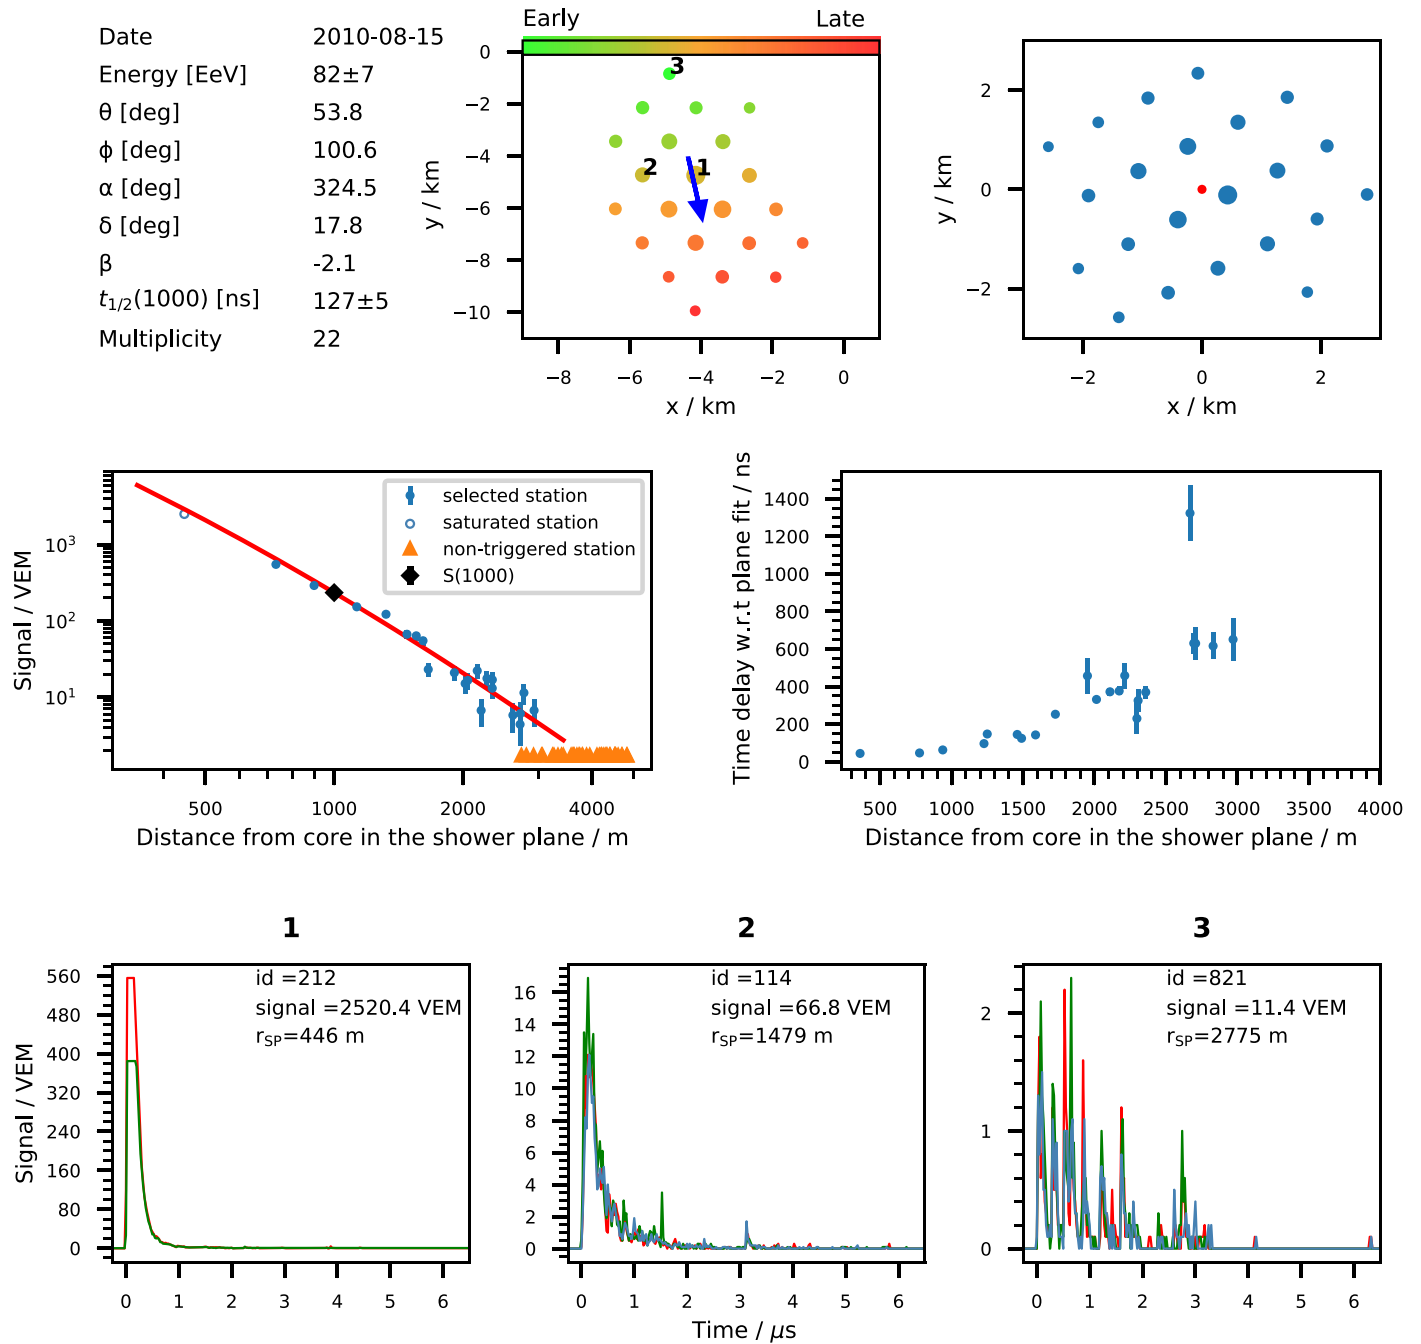 Date 2010-08-15
Energy [EeV] 82±7
θ [deg] 53.8
ϕ [deg] 100.6
α [deg] 324.5
δ [deg] 17.8
β -2.1
t1/2(1000) [ns] 127±5
Multiplicity 22
Early Late
0
−2
−4
−6
−8
−10
y / km
3
2 1
−8 −6 −4 −2 0
x / km
2
0
−2
y / km
−2 0 2
x / km
10^3
10^2
10^1
Signal / VEM
selected station
saturated station
non-triggered station
S(1000)
500 1000 2000 4000
Distance from core in the shower plane / m
1400
1200
1000
800
600
400
200
0
Time delay w.r.t plane fit / ns
500 1000 1500 2000 2500 3000 3500 4000
Distance from core in the shower plane / m
1
id =212
signal =2520.4 VEM
rSP=446 m
560
480
400
320
240
160
80
0
Signal / VEM
0 1 2 3 4 5 6
2
id =114
signal =66.8 VEM
rSP=1479 m
16
14
12
10
8
6
4
2
0
0 1 2 3 4 5 6
Time / μs
3
id =821
signal =11.4 VEM
rSP=2775 m
2
1
0
0 1 2 3 4 5 6